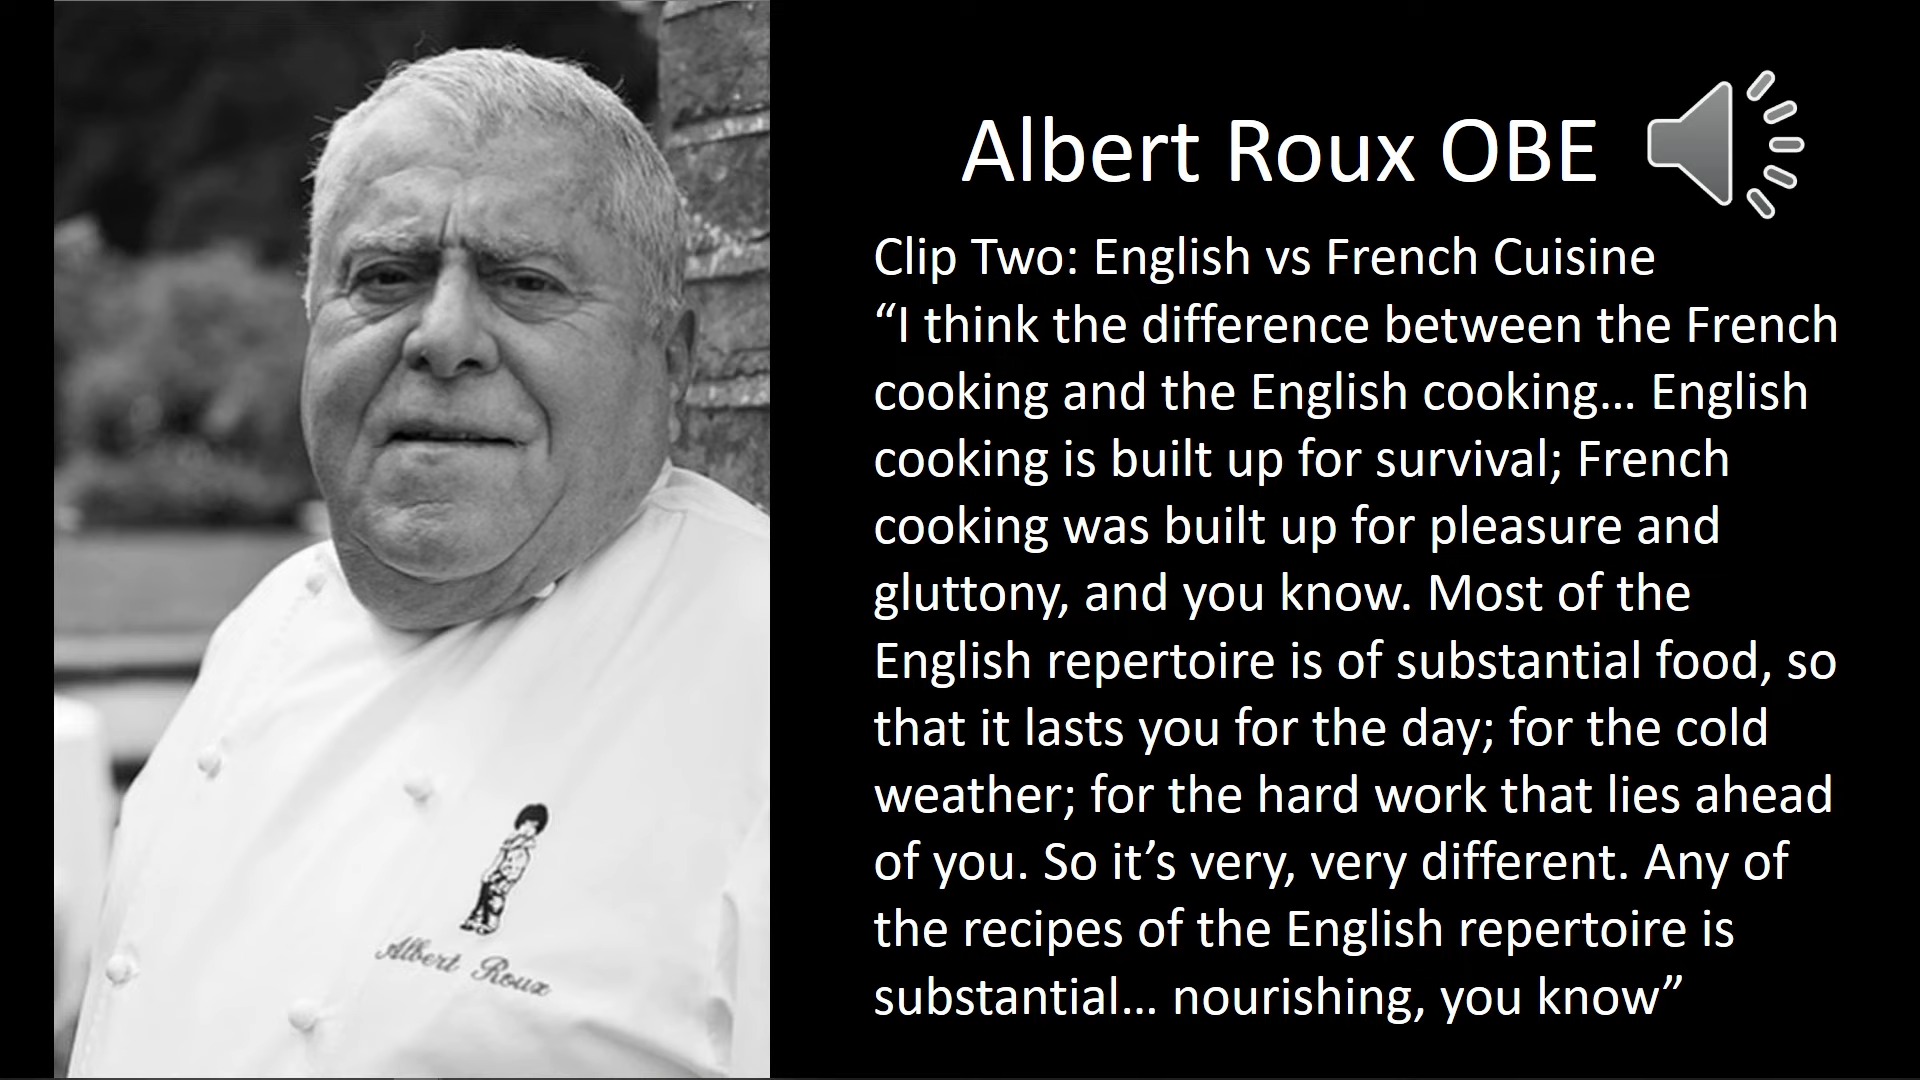 Albert Roux OBE
Clip Two: English vs French Cuisine
“I think the difference between the French
cooking and the English cooking… English
cooking is built up for survival; French
cooking was built up for pleasure and
gluttony, and you know. Most of the
English repertoire is of substantial food, so
that it lasts you for the day; for the cold
weather; for the hard work that lies ahead
of you. So it’s very, very different. Any of
the recipes of the English repertoire is
substantial… nourishing, you know”
Albert Roux